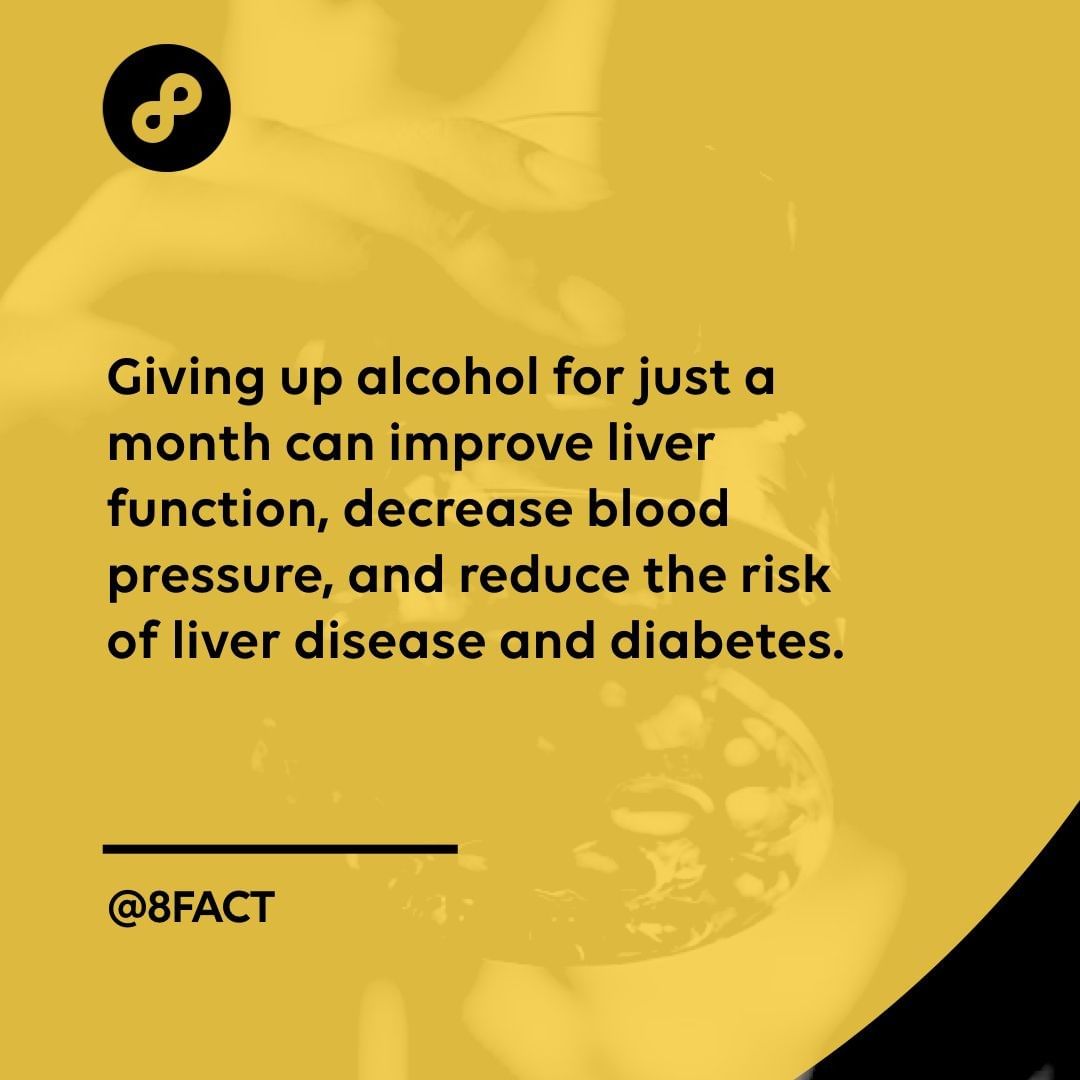 Giving up alcohol for just a
month can improve liver
function, decrease blood
pressure, and reduce the risk
of liver disease and diabetes.
@8FACT